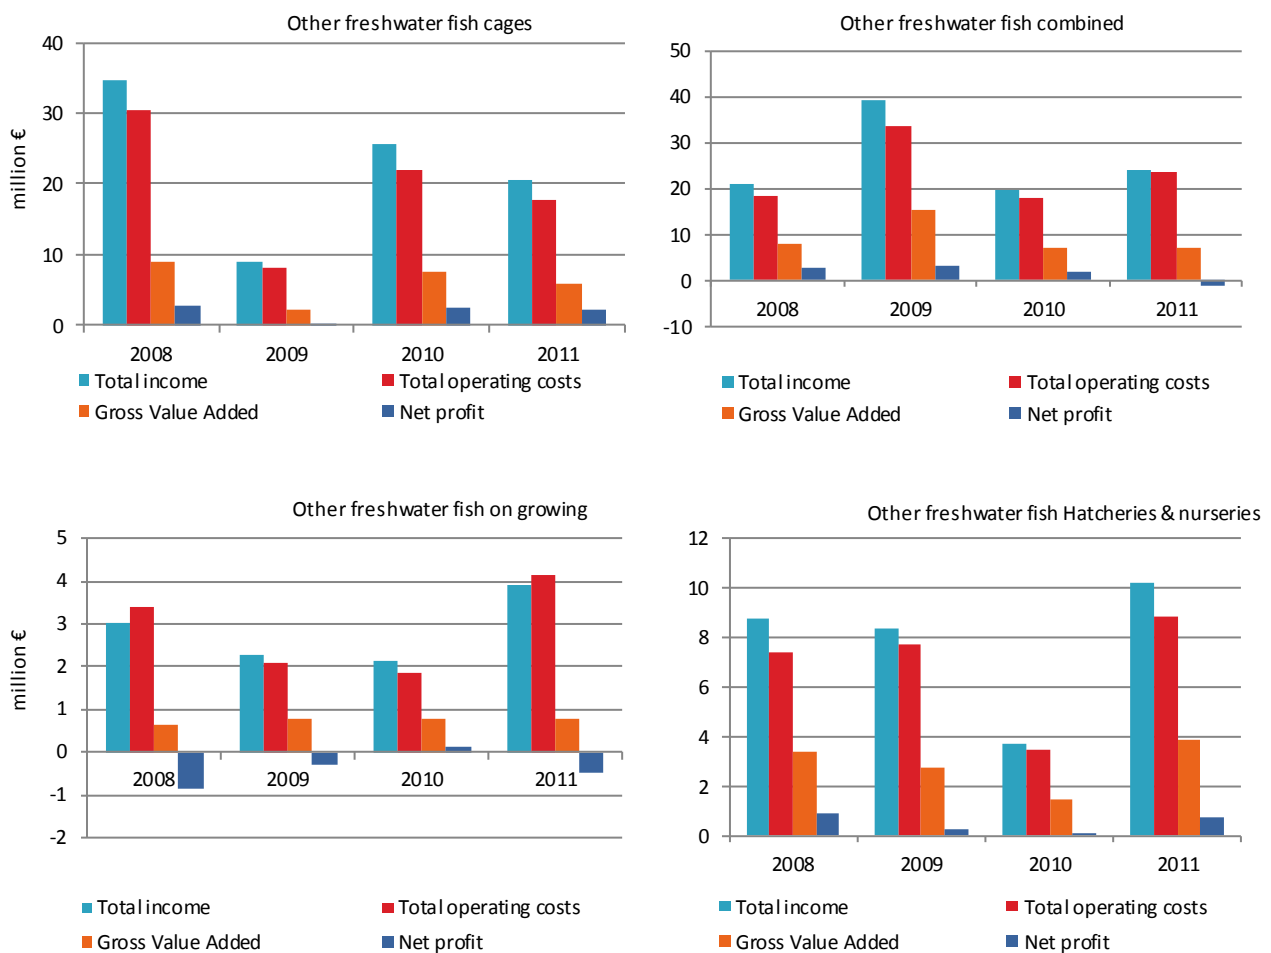 Other freshwater fish cages
40
30
20
10
0
million €
2008 2009 2010 2011
Total income Total operating costs
Gross Value Added Net profit
Other freshwater fish combined
50
40
30
20
10
0
-10
2008 2009 2010 2011
Total income Total operating costs
Gross Value Added Net profit
Other freshwater fish on growing
5
4
3
2
1
0
-1
-2
million €
2008 2009 2010 2011
Total income Total operating costs
Gross Value Added Net profit
Other freshwater fish Hatcheries & nurseries
12
10
8
6
4
2
0
2008 2009 2010 2011
Total income Total operating costs
Gross Value Added Net profit